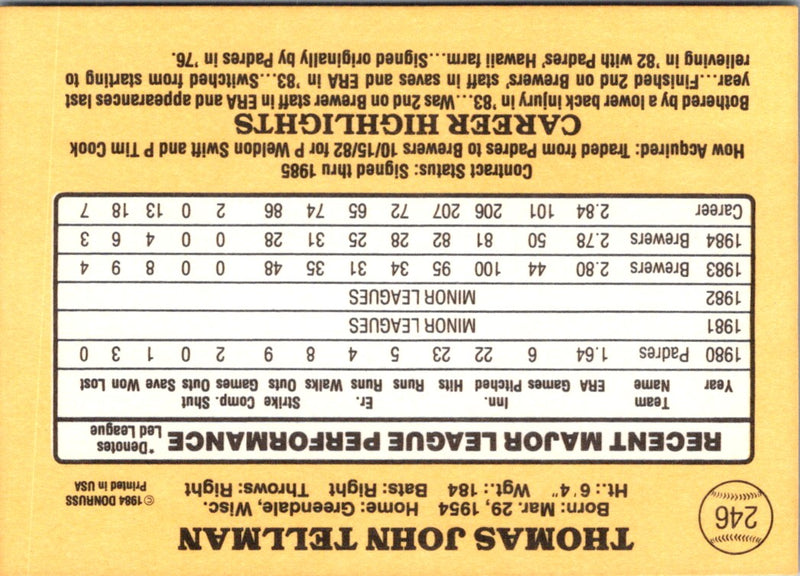 246
THOMAS JOHN TELLMAN
Born: Mar. 29, 1954 Home: Greendale, Wisc.
Ht.: 6'4" Wgt.: 184 Bats: Right Throws: Right
© 1984 DONRUSS
Printed in USA
RECENT MAJOR LEAGUE PERFORMANCE *Denotes Led League
Year Team Name ERA Games Inn. Pitched Hits Runs Er. Runs Walks Strike Outs Comp. Games Shut Outs Save Won Lost
1980 Padres 1.64 6 22 23 5 4 8 9 2 0 1 3 0
1981 MINOR LEAGUES
1982 MINOR LEAGUES
1983 Brewers 2.80 44 100 95 34 31 35 48 0 0 8 9 4
1984 Brewers 2.78 50 81 82 28 25 31 28 0 0 4 6 3
Career 2.84 101 206 207 72 65 74 86 2 0 13 18 7
Contract Status: Signed thru 1985
How Acquired: Traded from Padres to Brewers 10/15/82 for P Weldon Swift and P Tim Cook
CAREER HIGHLIGHTS
Bothered by a lower back injury in '83...Was 2nd on Brewer staff in ERA and appearances last
year...Finished 2nd on Brewers' staff in saves and ERA in '83...Switched from starting to
relieving in '82 with Padres' Hawaii farm...Signed originally by Padres in '76.